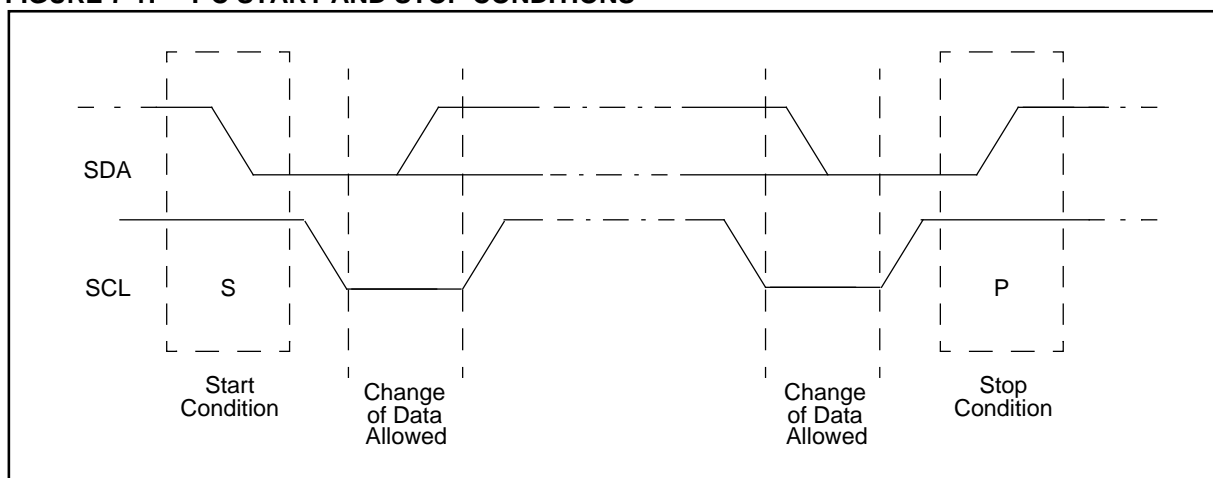 SDA
SCL
S
P
Start
Condition
Change
of Data
Allowed
Change
of Data
Allowed
Stop
Condition